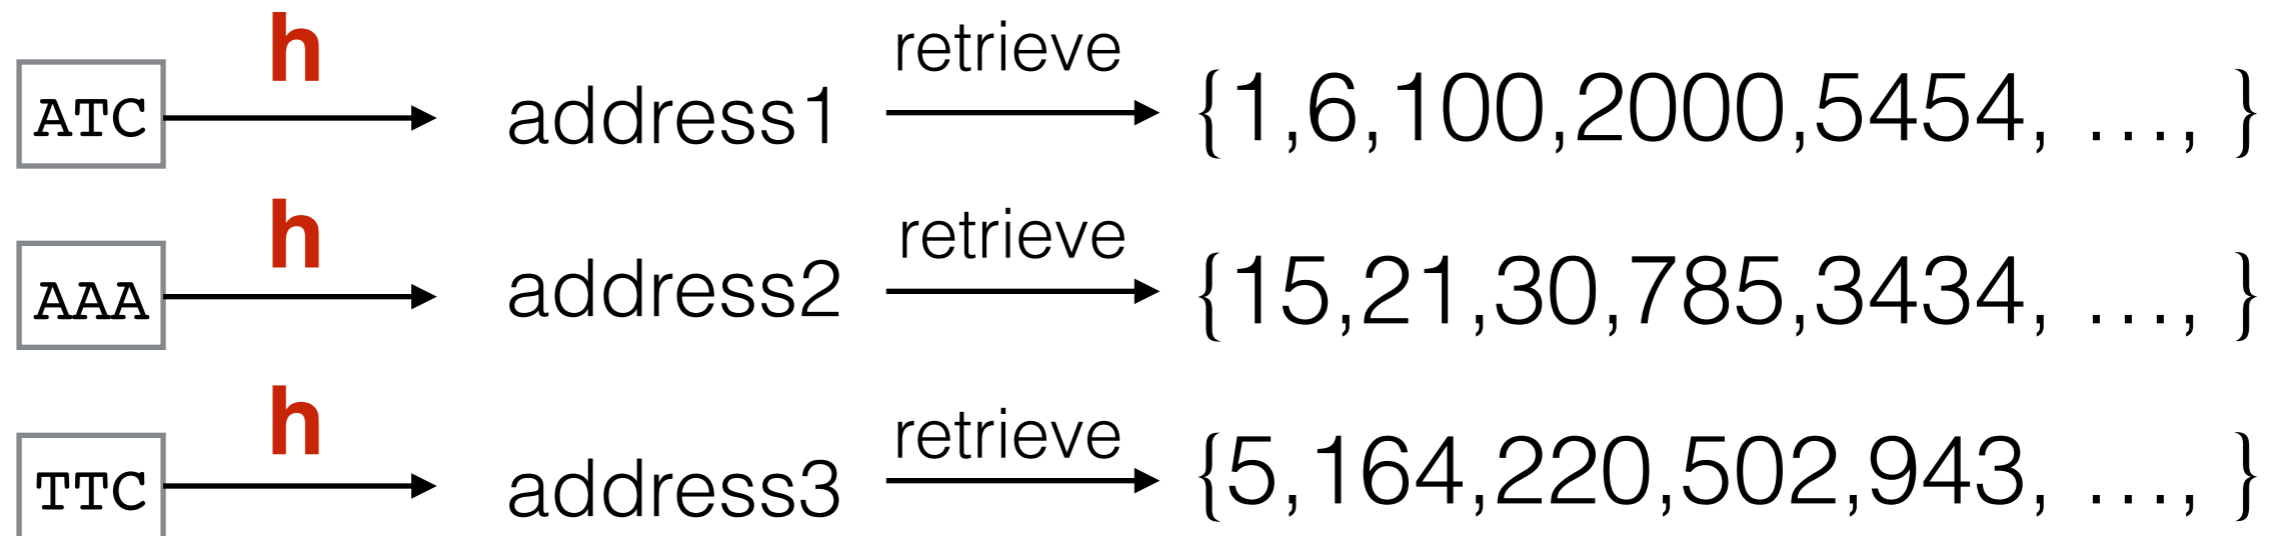 ATC h address1 retrieve {1,6,100,2000,5454, ..., }
AAA h address2 retrieve {15,21,30,785,3434, ..., }
TTC h address3 retrieve {5,164,220,502,943, ..., }